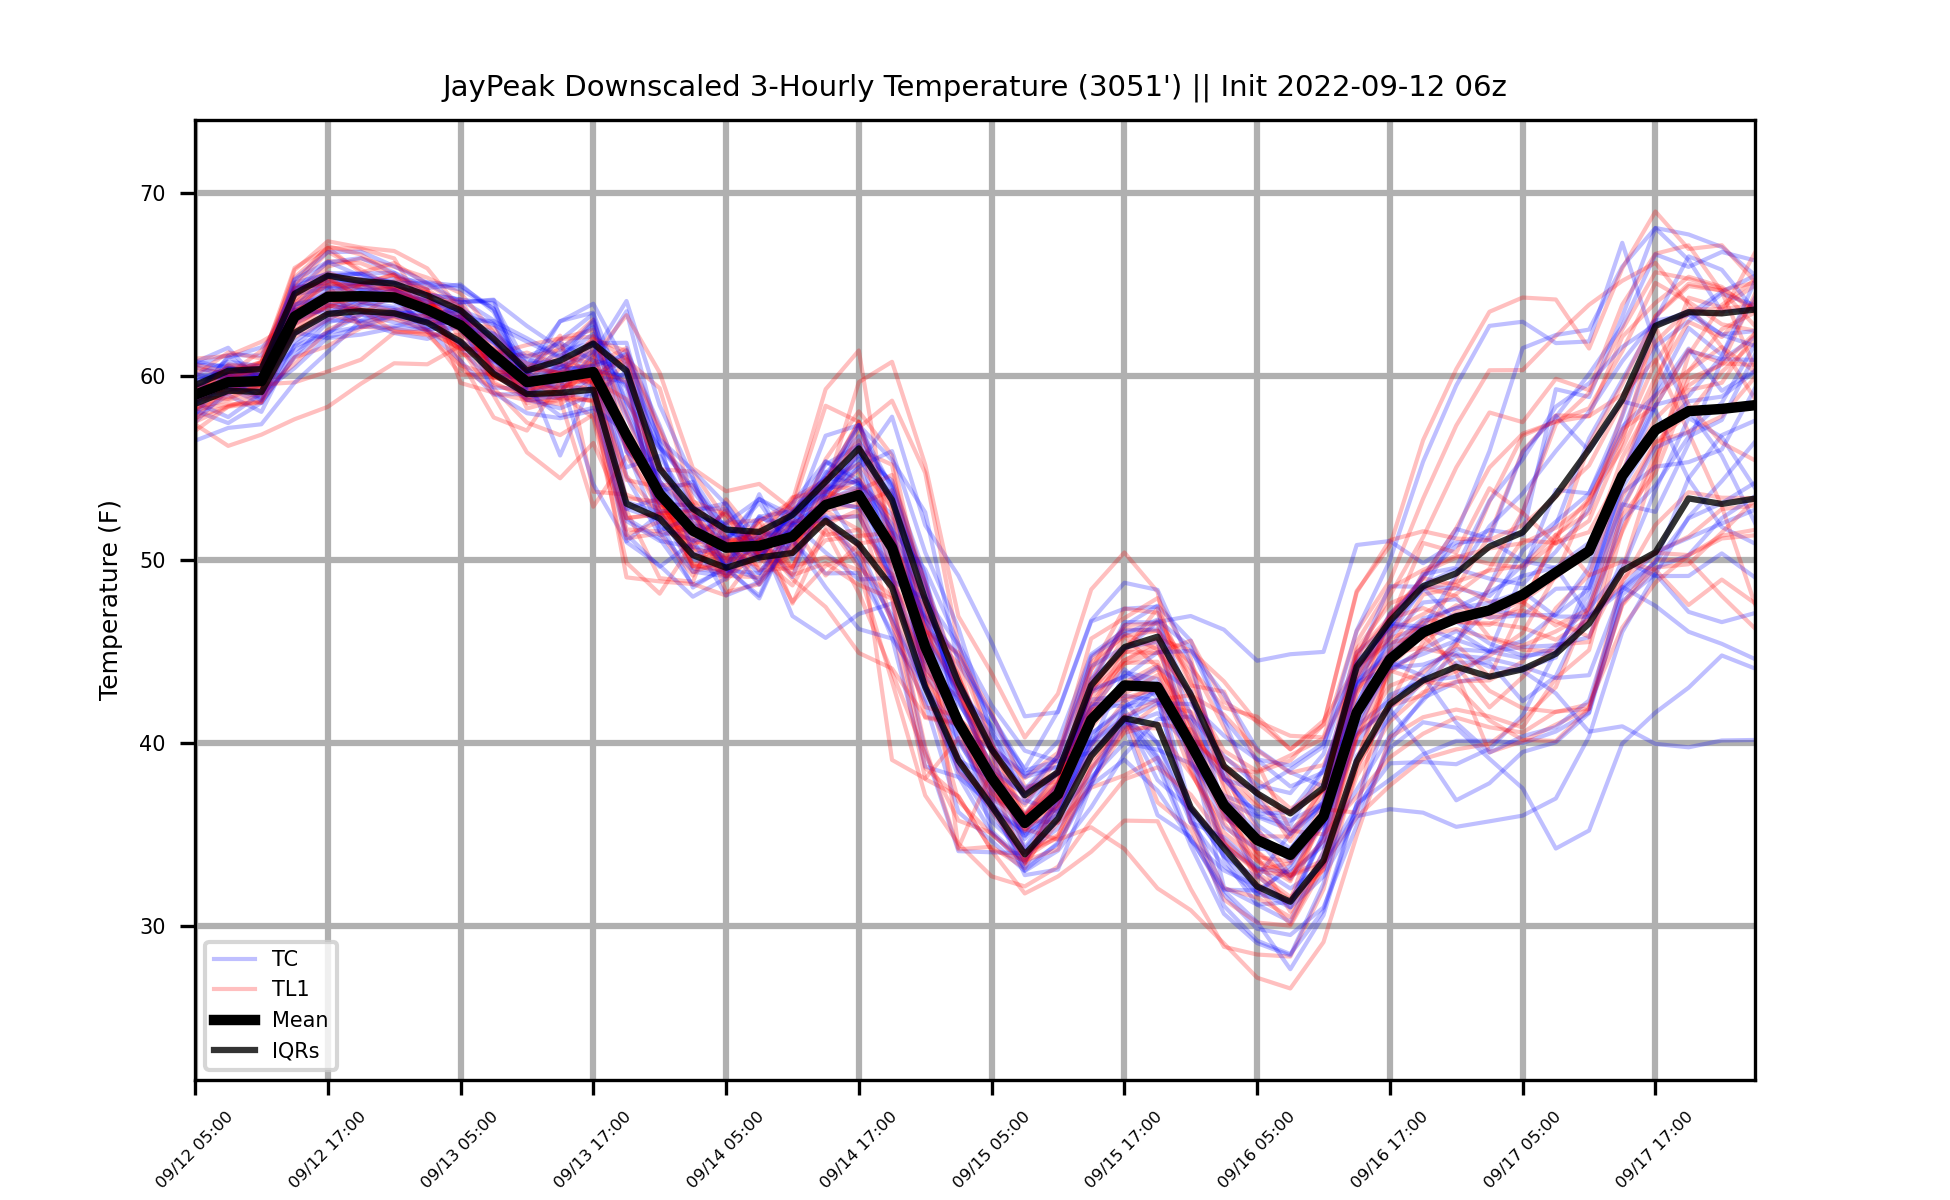 JayPeak Downscaled 3-Hourly Temperature (3051') || Init 2022-09-12 06z
Temperature (F)
70
60
50
40
30
TC
TL1
Mean
IQRs
09/12 05:00
09/12 17:00
09/13 05:00
09/13 17:00
09/14 05:00
09/14 17:00
09/15 05:00
09/15 17:00
09/16 05:00
09/16 17:00
09/17 05:00
09/17 17:00